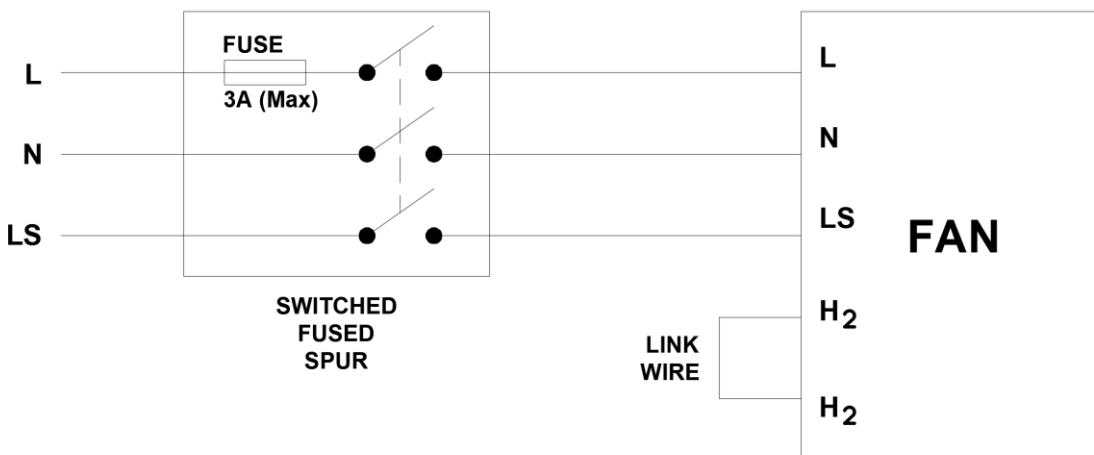 FUSE
L
3A (Max)
L
N
N
LS
LS
FAN
SWITCHED
FUSED
SPUR
H2
LINK
WIRE
H2